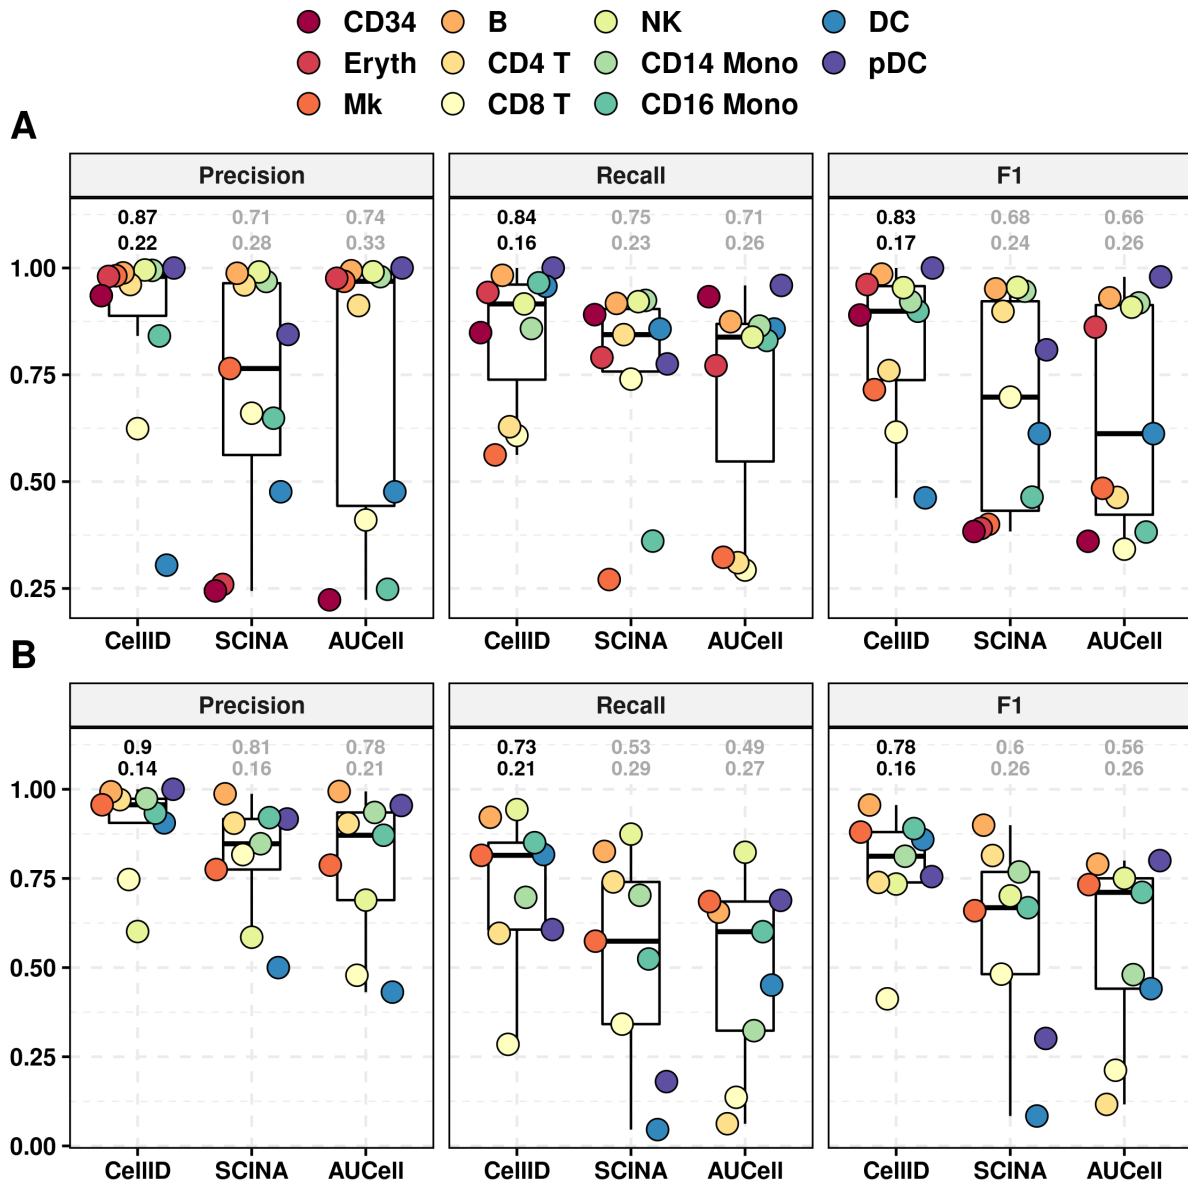 CD34 B NK DC
Eryth CD4 T CD14 Mono pDC
Mk CD8 T CD16 Mono
A
Precision Recall F1
0.87 0.71 0.74 0.84 0.75 0.71 0.83 0.68 0.66
0.22 0.28 0.33 0.16 0.23 0.26 0.17 0.24 0.26
1.00
0.75
0.50
0.25
CellID SCINA AUCell CellID SCINA AUCell CellID SCINA AUCell
B
Precision Recall F1
0.9 0.81 0.78 0.73 0.53 0.49 0.78 0.6 0.56
0.14 0.16 0.21 0.21 0.29 0.27 0.16 0.26 0.26
1.00
0.75
0.50
0.25
0.00
CellID SCINA AUCell CellID SCINA AUCell CellID SCINA AUCell